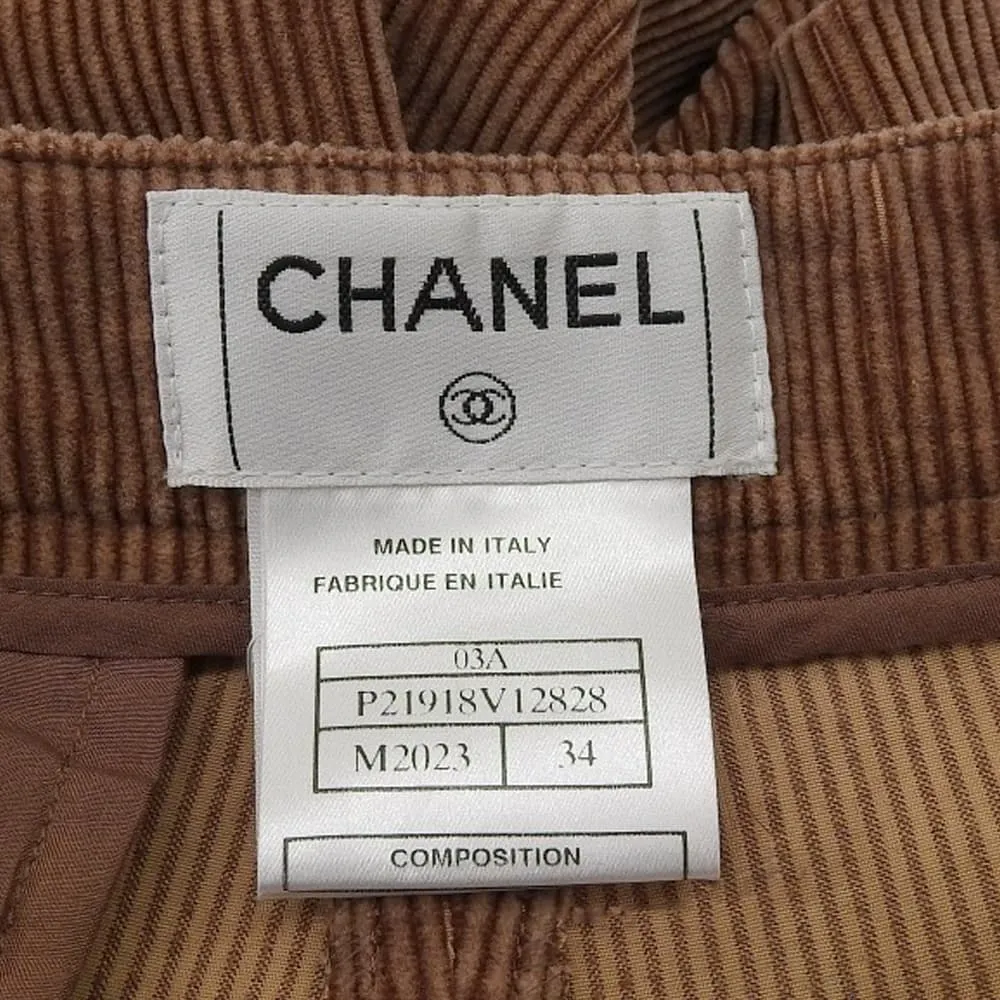 CHANEL
MADE IN ITALY
FABRIQUE EN ITALIE
03A
P21918V12828
M2023 34
COMPOSITION